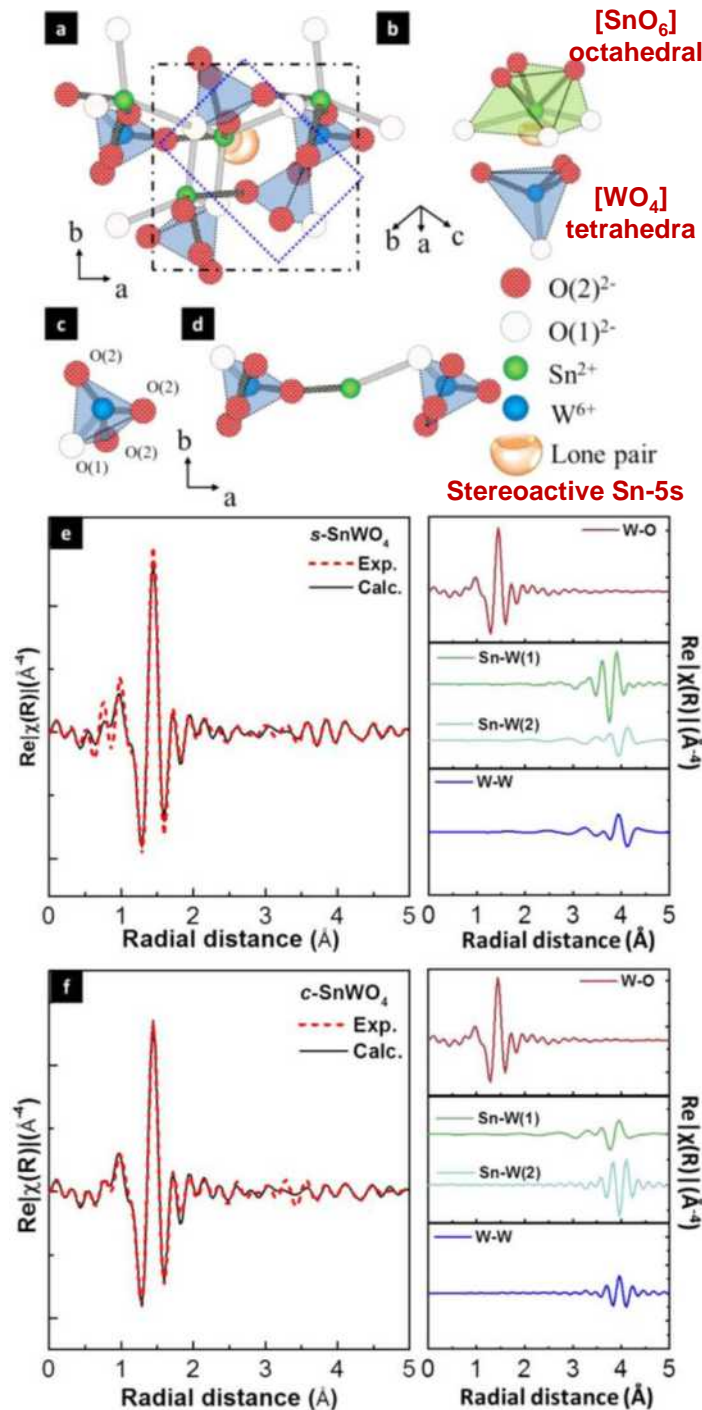 a
b
[SnO6]
octahedral
[WO4]
tetrahedra
b
a
b
a
c
O(2)2-
O(1)2-
Sn2+
W6+
Lone pair
Stereoactive Sn-5s
c
O(2)
O(2)
O(1)
O(2)
d
b
a
e
s-SnWO4
Exp.
Calc.
Re|χ(R)|(Å-4)
0 1 2 3 4 5
Radial distance (Å)
W-O
Sn-W(1)
Sn-W(2)
W-W
Re|χ(R)|(Å-4)
0 1 2 3 4 5
Radial distance (Å)
f
c-SnWO4
Exp.
Calc.
Re|χ(R)|(Å-4)
0 1 2 3 4 5
Radial distance (Å)
W-O
Sn-W(1)
Sn-W(2)
W-W
Re|χ(R)|(Å-4)
0 1 2 3 4 5
Radial distance (Å)